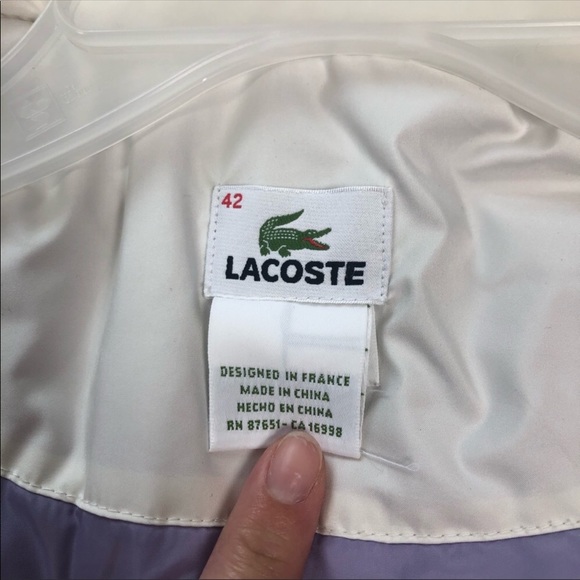 42
LACOSTE
DESIGNED IN FRANCE
MADE IN CHINA
HECHO EN CHINA
RN 87651-CA 16998